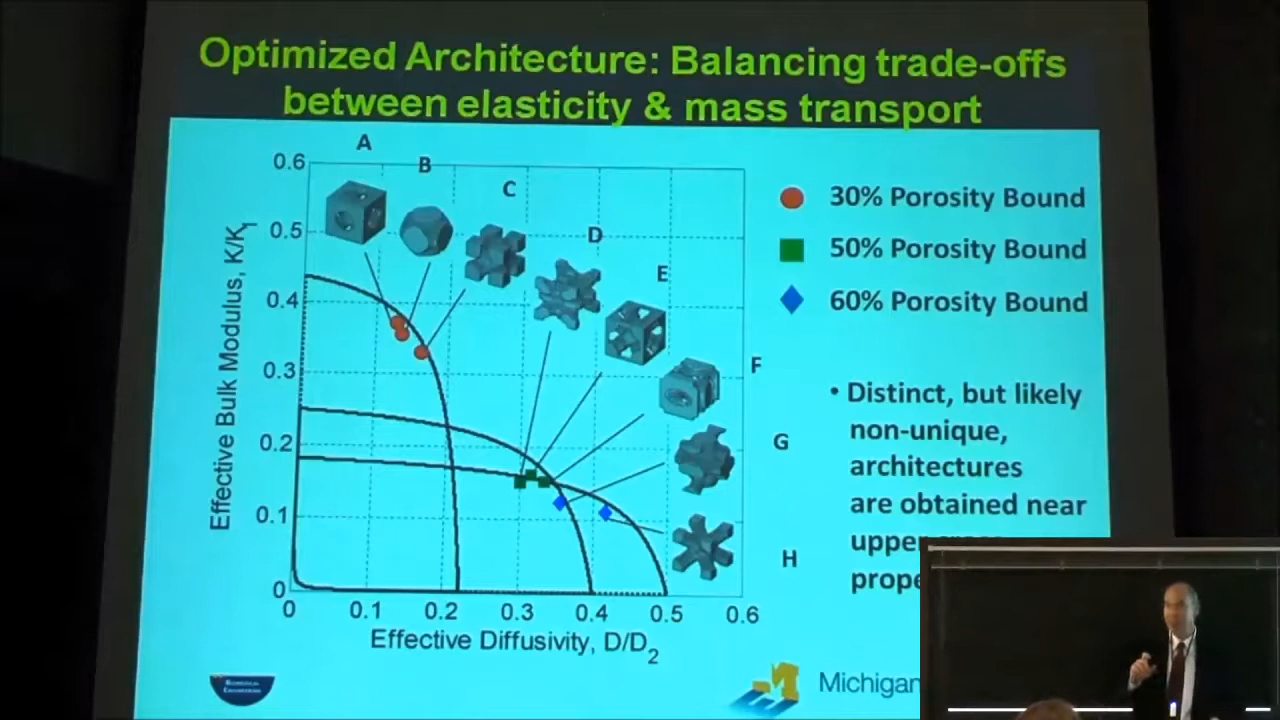 Optimized Architecture: Balancing trade-offs
between elasticity & mass transport
A
B
C
D
E
F
G
H
0.6
0.5
0.4
0.3
0.2
0.1
0
0 0.1 0.2 0.3 0.4 0.5 0.6
Effective Bulk Modulus, K/K1
Effective Diffusivity, D/D2
30% Porosity Bound
50% Porosity Bound
60% Porosity Bound
• Distinct, but likely
non-unique,
architectures
are obtained near
Biomedical
Engineering
Michigan